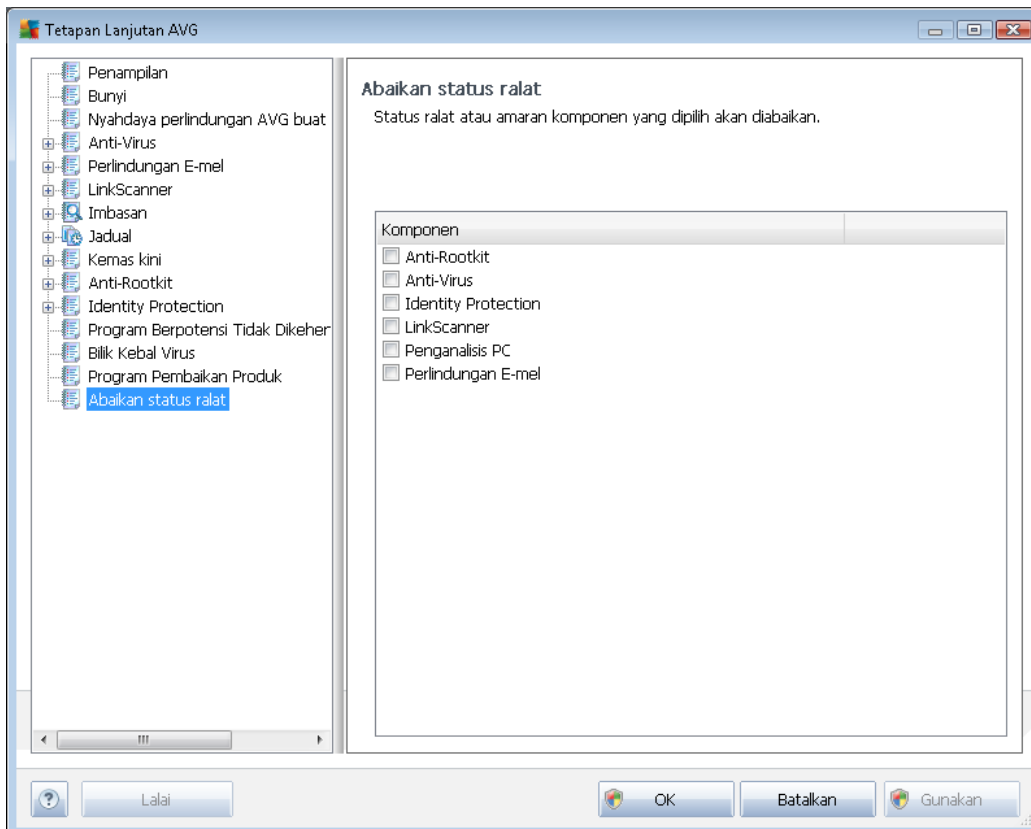 Tetapan Lanjutan AVG
Penampilan
Bunyi
Nyahdaya perlindungan AVG buat
Anti-Virus
Perlindungan E-mel
LinkScanner
Imbasan
Jadual
Kemas kini
Anti-Rootkit
Identity Protection
Program Berpotensi Tidak Dikeher
Bilik Kebal Virus
Program Pembaikan Produk
Abaikan status ralat
Abaikan status ralat
Status ralat atau amaran komponen yang dipilih akan diabaikan.
Komponen
Anti-Rootkit
Anti-Virus
Identity Protection
LinkScanner
Penganalisis PC
Perlindungan E-mel
?
Lalai
OK
Batalkan
Gunakan